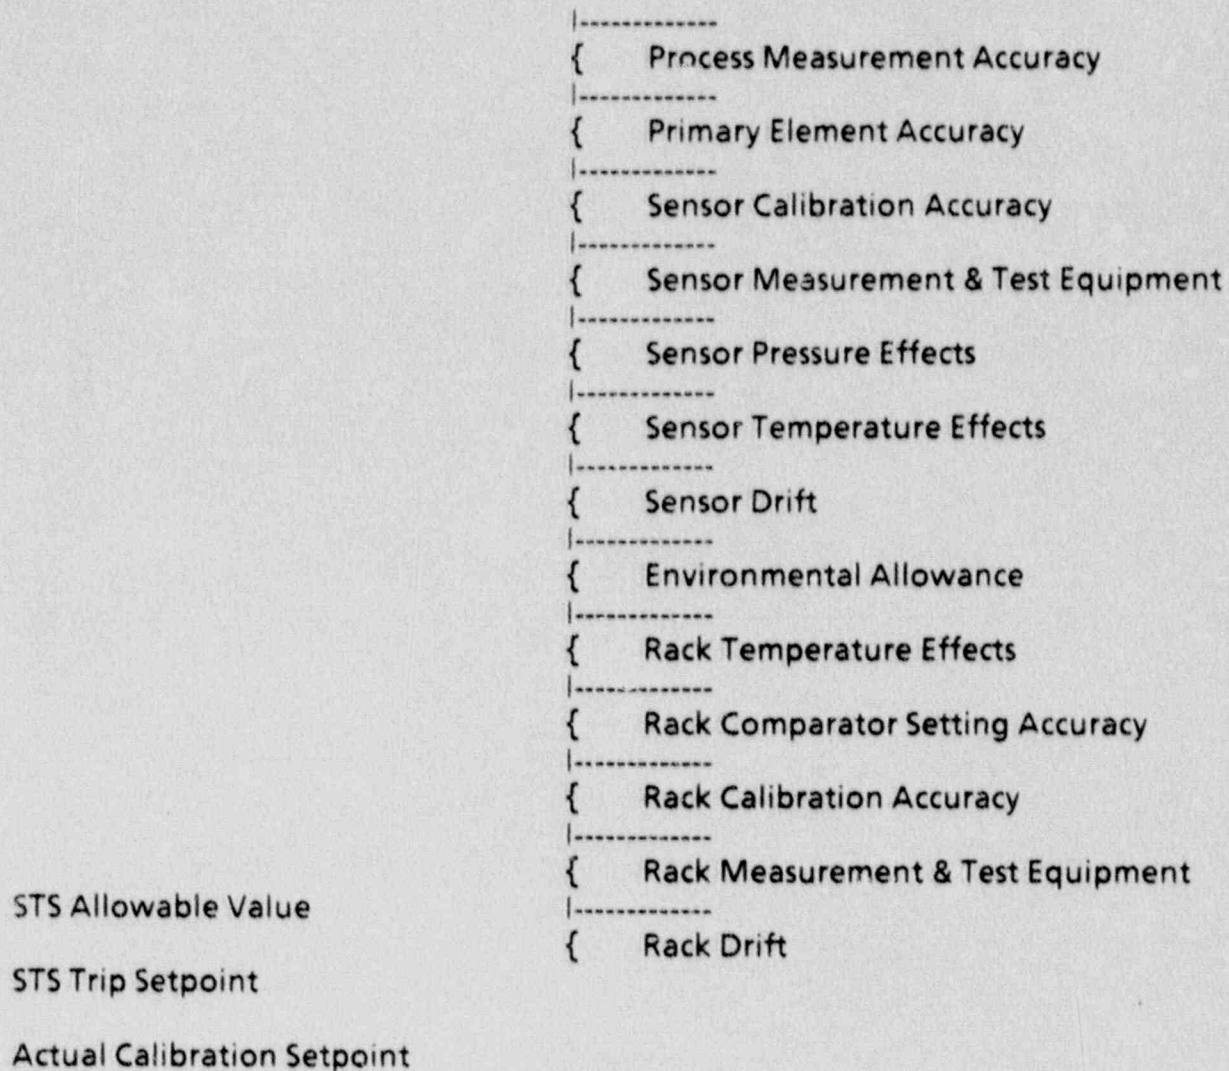 |-------------
{ Process Measurement Accuracy
|-------------
{ Primary Element Accuracy
|-------------
{ Sensor Calibration Accuracy
|-------------
{ Sensor Measurement & Test Equipment
|-------------
{ Sensor Pressure Effects
|-------------
{ Sensor Temperature Effects
|-------------
{ Sensor Drift
|-------------
{ Environmental Allowance
|-------------
{ Rack Temperature Effects
|-------------
{ Rack Comparator Setting Accuracy
|-------------
{ Rack Calibration Accuracy
|-------------
{ Rack Measurement & Test Equipment
STS Allowable Value |-------------
{ Rack Drift
STS Trip Setpoint
Actual Calibration Setpoint